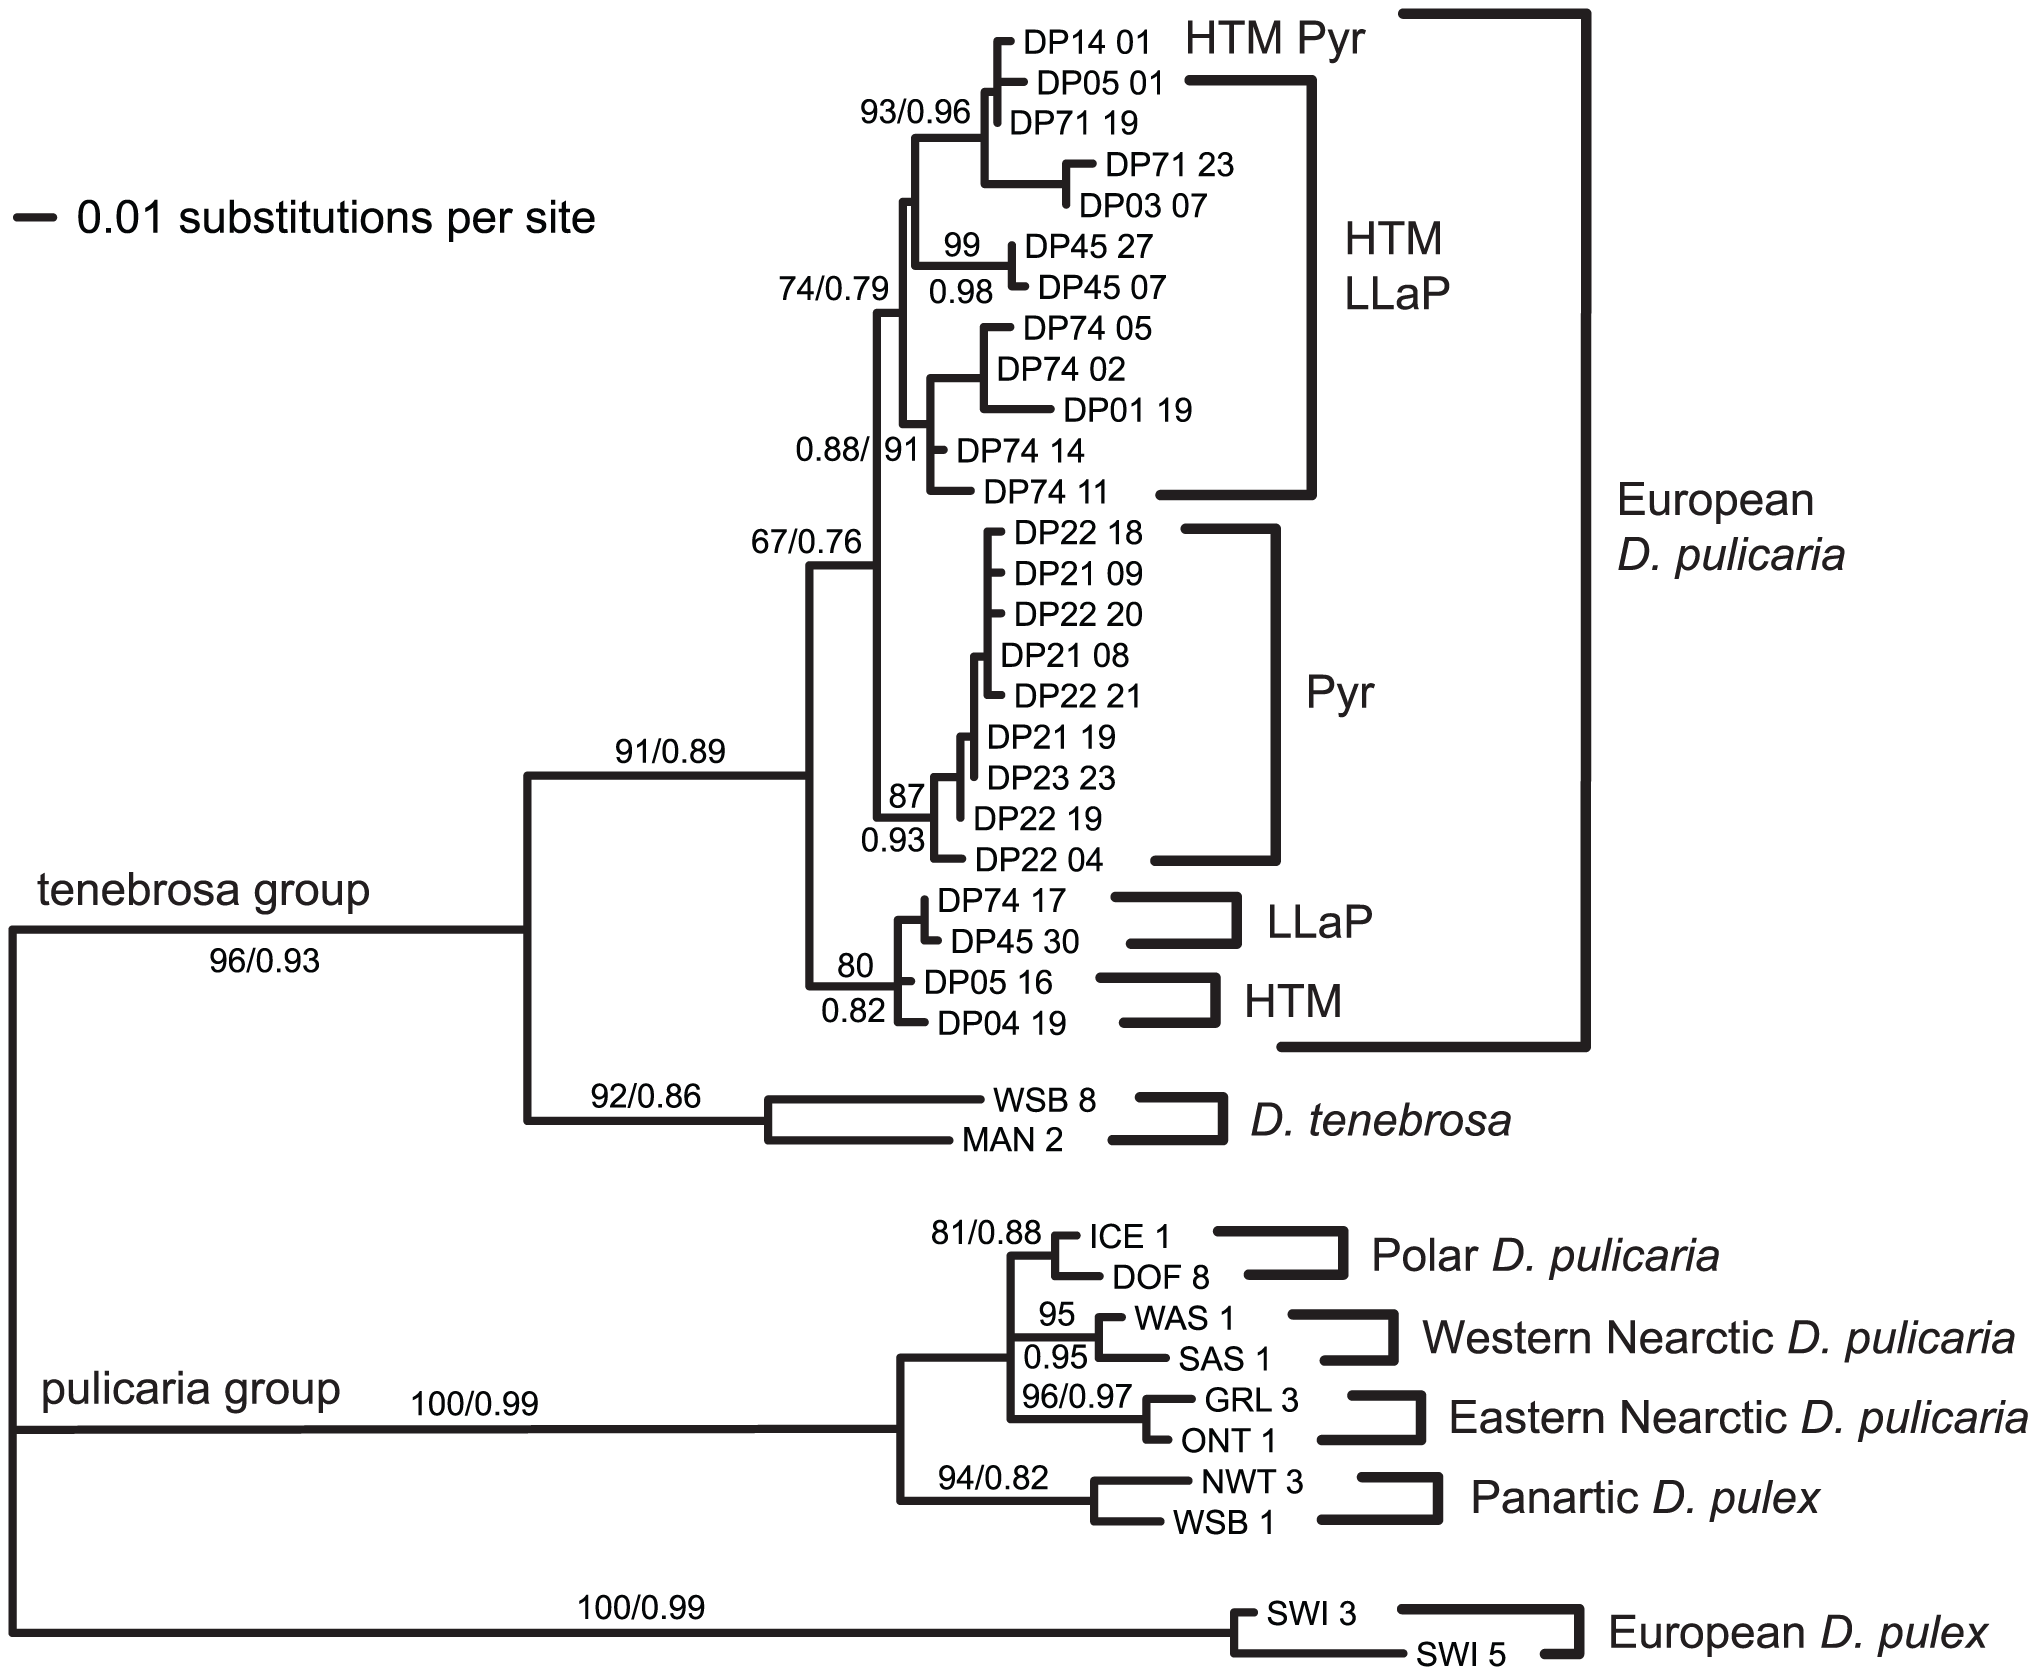 DP14 01
HTM Pyr
DP05 01
93/0.96
DP71 19
DP71 23
DP03 07
0.01 substitutions per site
DP45 27
99
HTM
LLaP
74/0.79
0.98
DP45 07
DP74 05
DP74 02
DP01 19
0.88/ 91
DP74 14
DP74 11
European
D. pulicaria
DP22 18
67/0.76
DP21 09
DP22 20
DP21 08
DP22 21
Pyr
DP21 19
91/0.89
DP23 23
87
DP22 19
0.93
DP22 04
tenebrosa group
96/0.93
DP74 17
LLaP
DP45 30
80
DP05 16
HTM
0.82
DP04 19
92/0.86
WSB 8
D. tenebrosa
MAN 2
81/0.88
ICE 1
Polar D. pulicaria
DOF 8
95
WAS 1
Western Nearctic D. pulicaria
0.95
SAS 1
pulicaria group
100/0.99
96/0.97
GRL 3
Eastern Nearctic D. pulicaria
ONT 1
94/0.82
NWT 3
Panartic D. pulex
WSB 1
100/0.99
SWI 3
European D. pulex
SWI 5